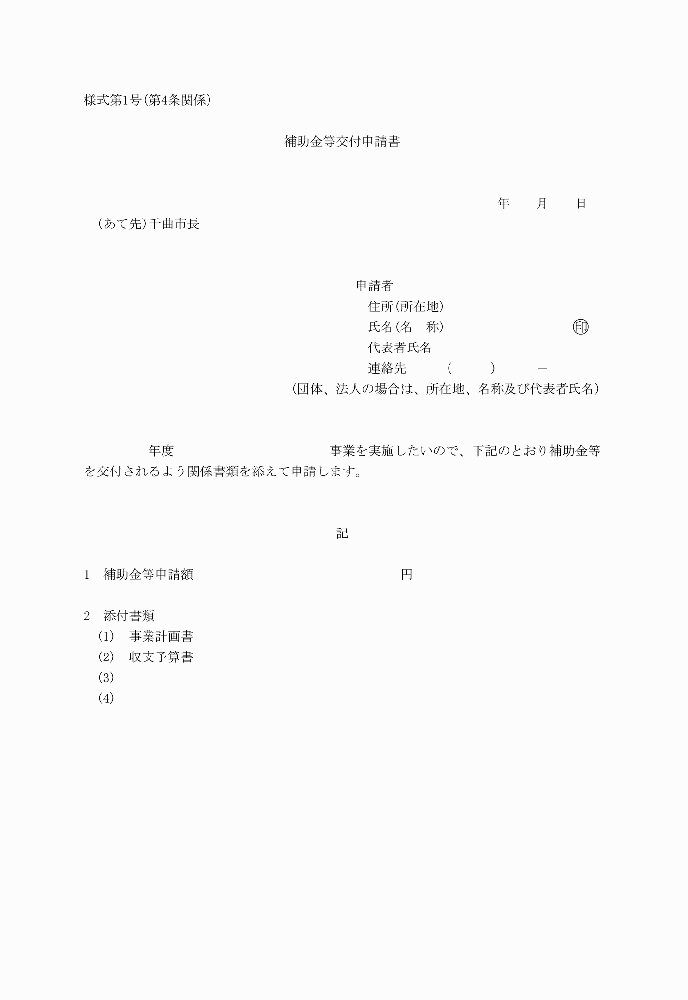 様式第1号(第4条関係)
補助金等交付申請書
年　　月　　日
(あて先)千曲市長
申請者
住所(所在地)
氏名(名　称)　　　　　　　　　　㊞
代表者氏名
連絡先　　　(　　　)　　　－
(団体、法人の場合は、所在地、名称及び代表者氏名)
年度　　　　　　　　　　　　事業を実施したいので、下記のとおり補助金等
を交付されるよう関係書類を添えて申請します。
記
1　補助金等申請額　　　　　　　　　　　　　　　　円
2　添付書類
(1)　事業計画書
(2)　収支予算書
(3)
(4)